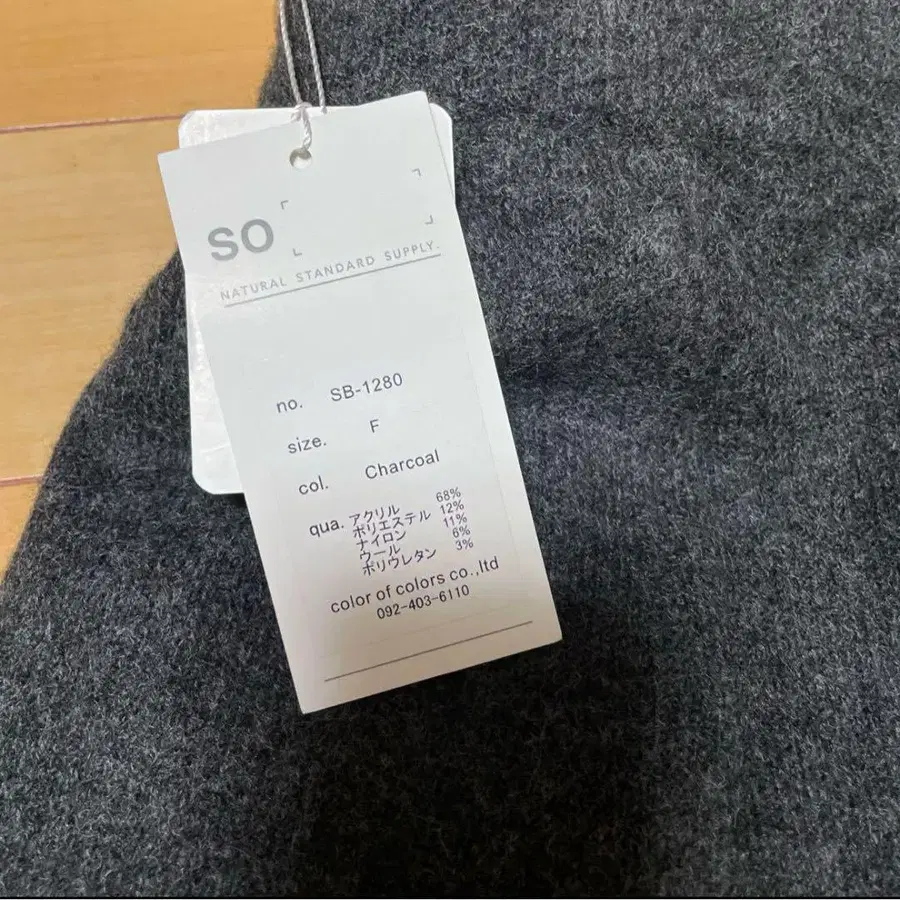 SO
NATURAL STANDARD SUPPLY.
no. SB-1280
size. F
col. Charcoal
qua. アクリル 68%
ポリエステル 12%
ナイロン 11%
ウール 6%
ポリウレタン 3%
color of colors co.,ltd
092-403-6110